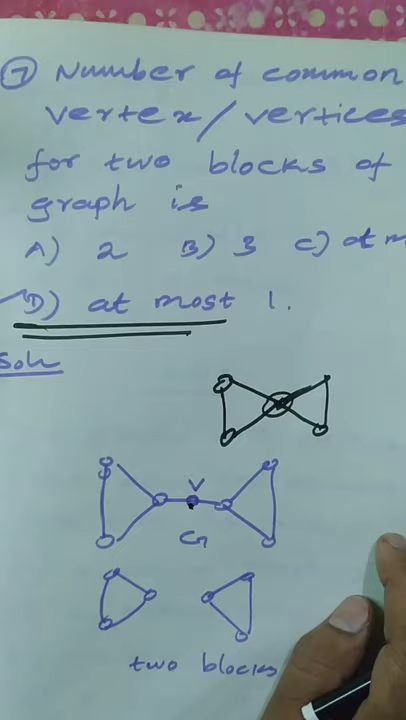 7 Number of common
vertex/vertices
for two blocks of
graph is
A) 2 B) 3 C) at m
D) at most 1.
Soln
V
G
two blocks